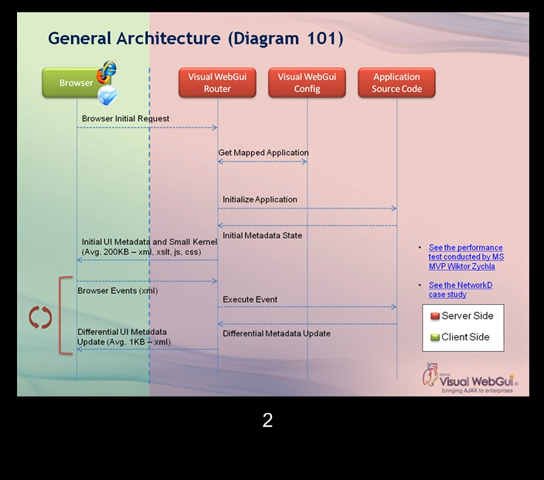 General Architecture (Diagram 101)
Browser
Visual WebGui
Router
Visual WebGui
Config
Application
Source Code
Browser Initial Request
Get Mapped Application
Initialize Application
Initial Metadata State
Initial UI Metadata and Small Kernel
(Avg. 200KB – xml, xslt, js, css)
Browser Events (xml)
Execute Event
Differential UI Metadata
Update (Avg. 1KB – xml)
Differential Metadata Update
• See the performance
test conducted by MS
MVP Wiktor Zychla
• See the NetworkD
case study
Server Side
Client Side
Visual WebGui
bringing AJAX to enterprises
2